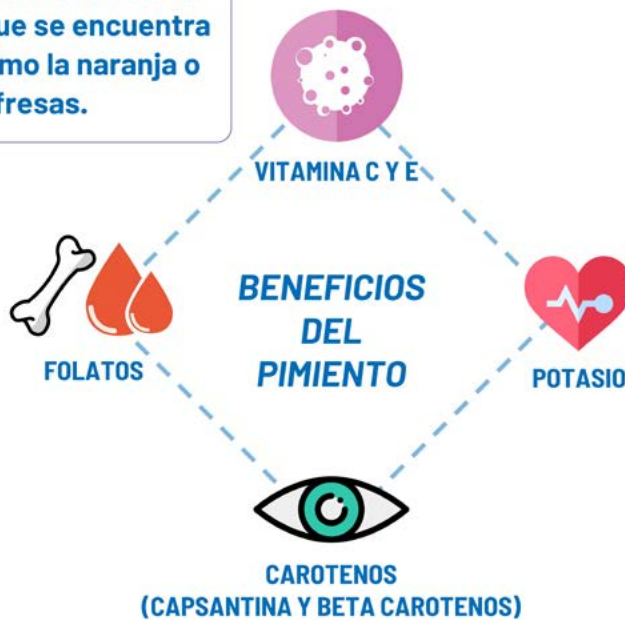 ue se encuentra
mo la naranja o
fresas.
VITAMINA C Y E
BENEFICIOS
DEL
PIMIENTO
FOLATOS
POTASIO
CAROTENOS
(CAPSANTINA Y BETA CAROTENOS)